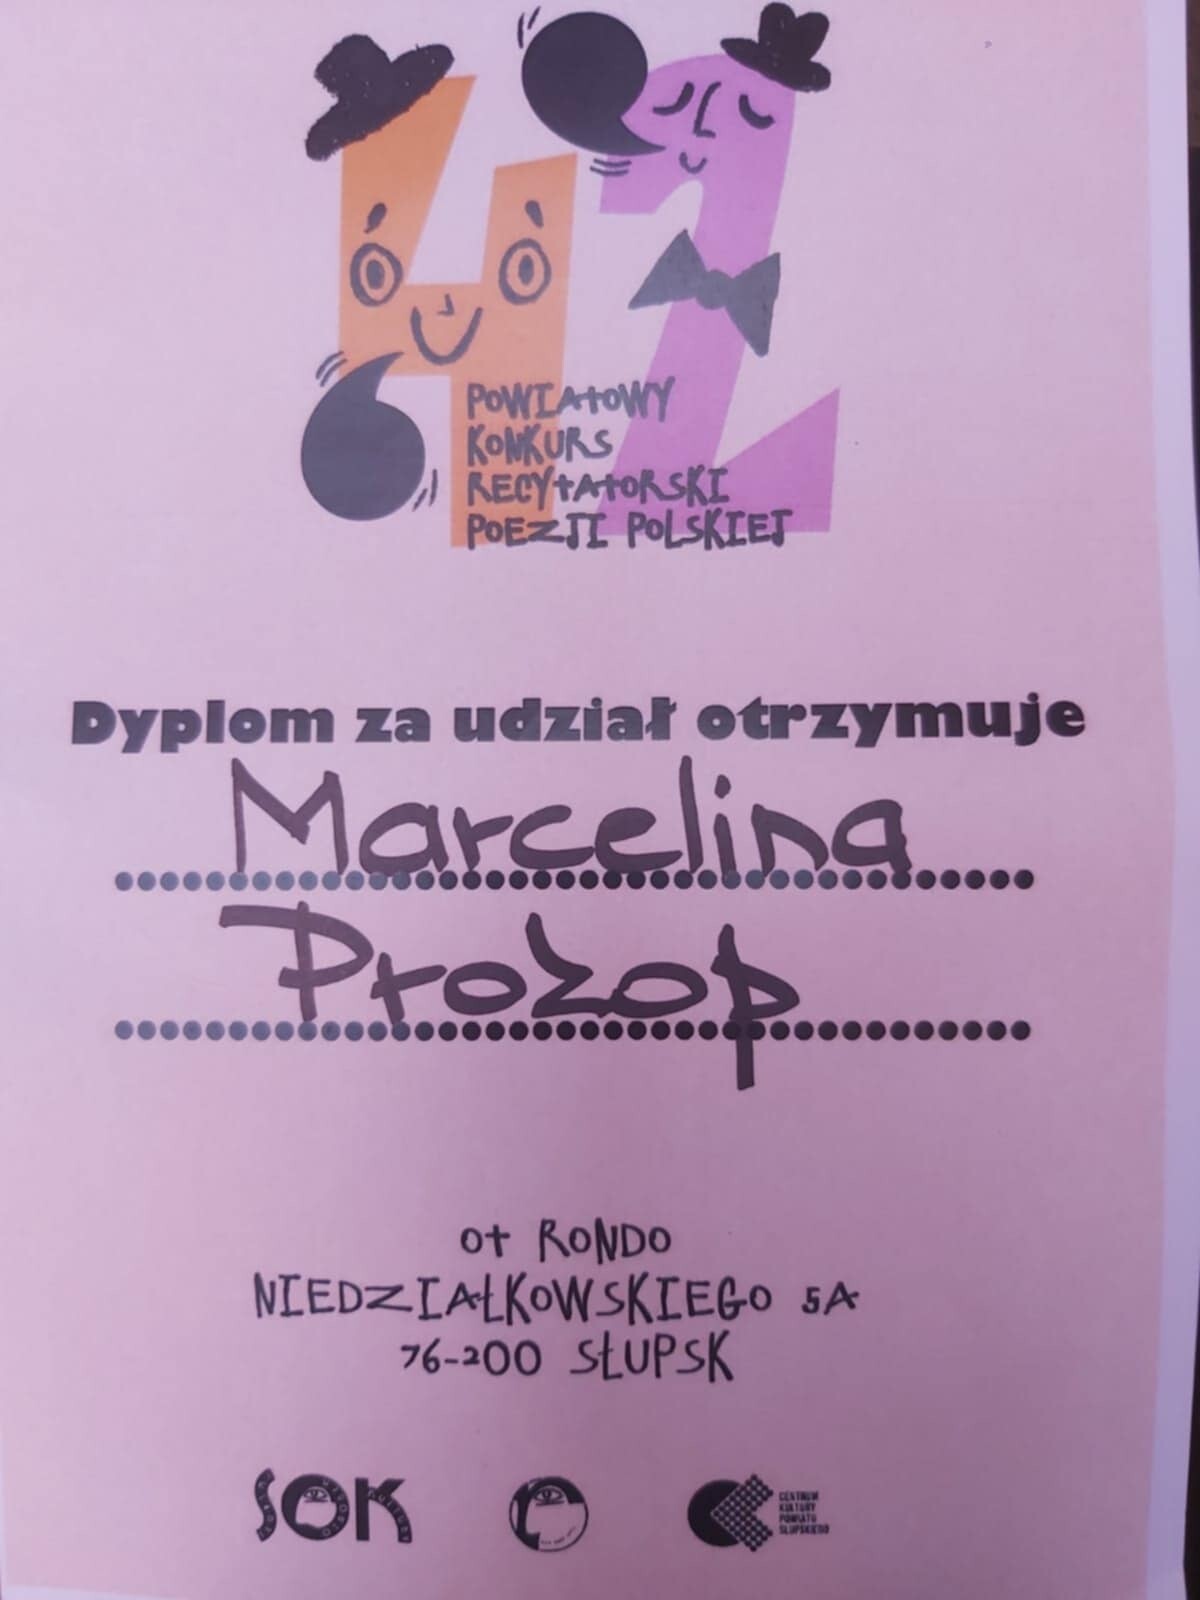 42
POWIATOWY
KONKURS
RECYTATORSKI
POEZJI POLSKIEJ
Dyplom za udział otrzymuje
Marcelina
Prozop
OT RONDO
NIEDZIAŁKOWSKIEGO 5A
76-200 SŁUPSK
SOK
CENTRUM
KULTURY
POWIATU
SŁUPSKIEGO